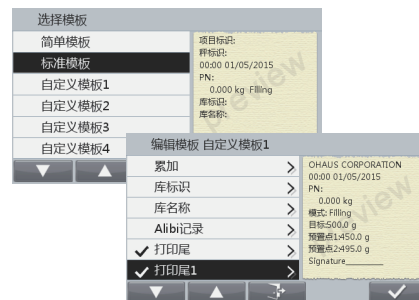 选择模板
简单模板
标准模板
自定义模板1
自定义模板2
自定义模板3
自定义模板4
项目标识:
秤标识:
00:00 01/05/2015
PN:
0.000 kg Filling
库标识:
库名称:
preview
编辑模板 自定义模板1
累加
库标识
库名称
Alibi记录
打印尾
打印尾1
OHAUS CORPORATION
00:00 01/05/2015
PN:
0.000 kg
模式: Filling
目标:500.0 g
预置点1:450.0 g
预置点2:495.0 g
Signature